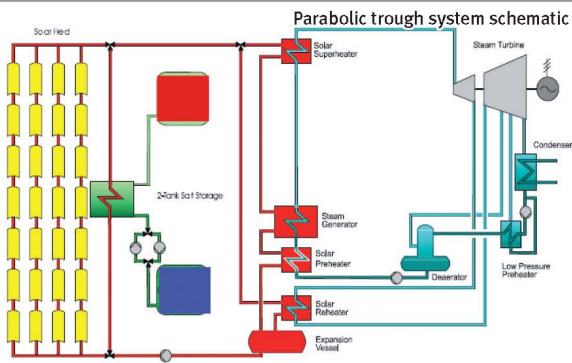 Parabolic trough system schematic
Solar Field
Solar
Superheater
Steam Turbine
Condenser
2-Tank Salt Storage
Steam
Generator
Solar
Preheater
Deaerator
Low Pressure
Preheater
Solar
Reheater
Expansion
Vessel